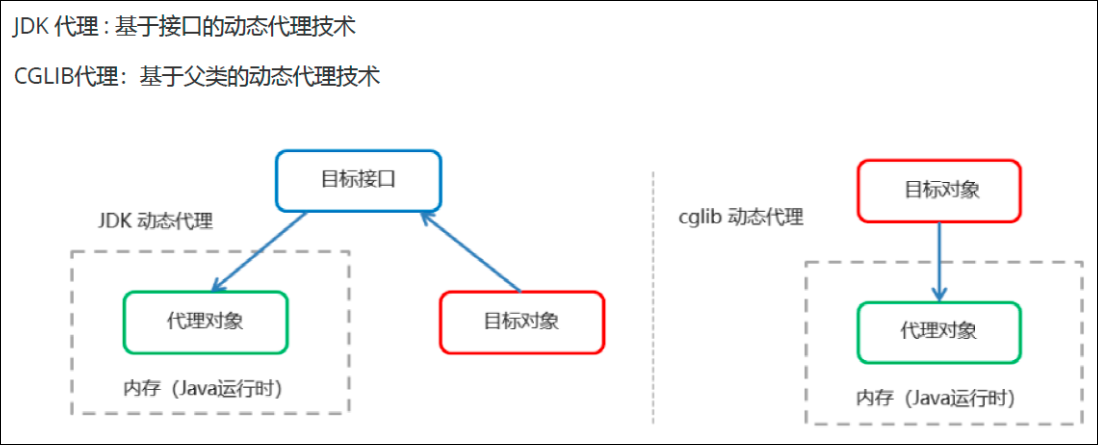 JDK 代理 : 基于接口的动态代理技术
CGLIB代理：基于父类的动态代理技术
目标接口
JDK 动态代理
代理对象
目标对象
内存（Java运行时）
目标对象
cglib 动态代理
代理对象
内存（Java运行时）